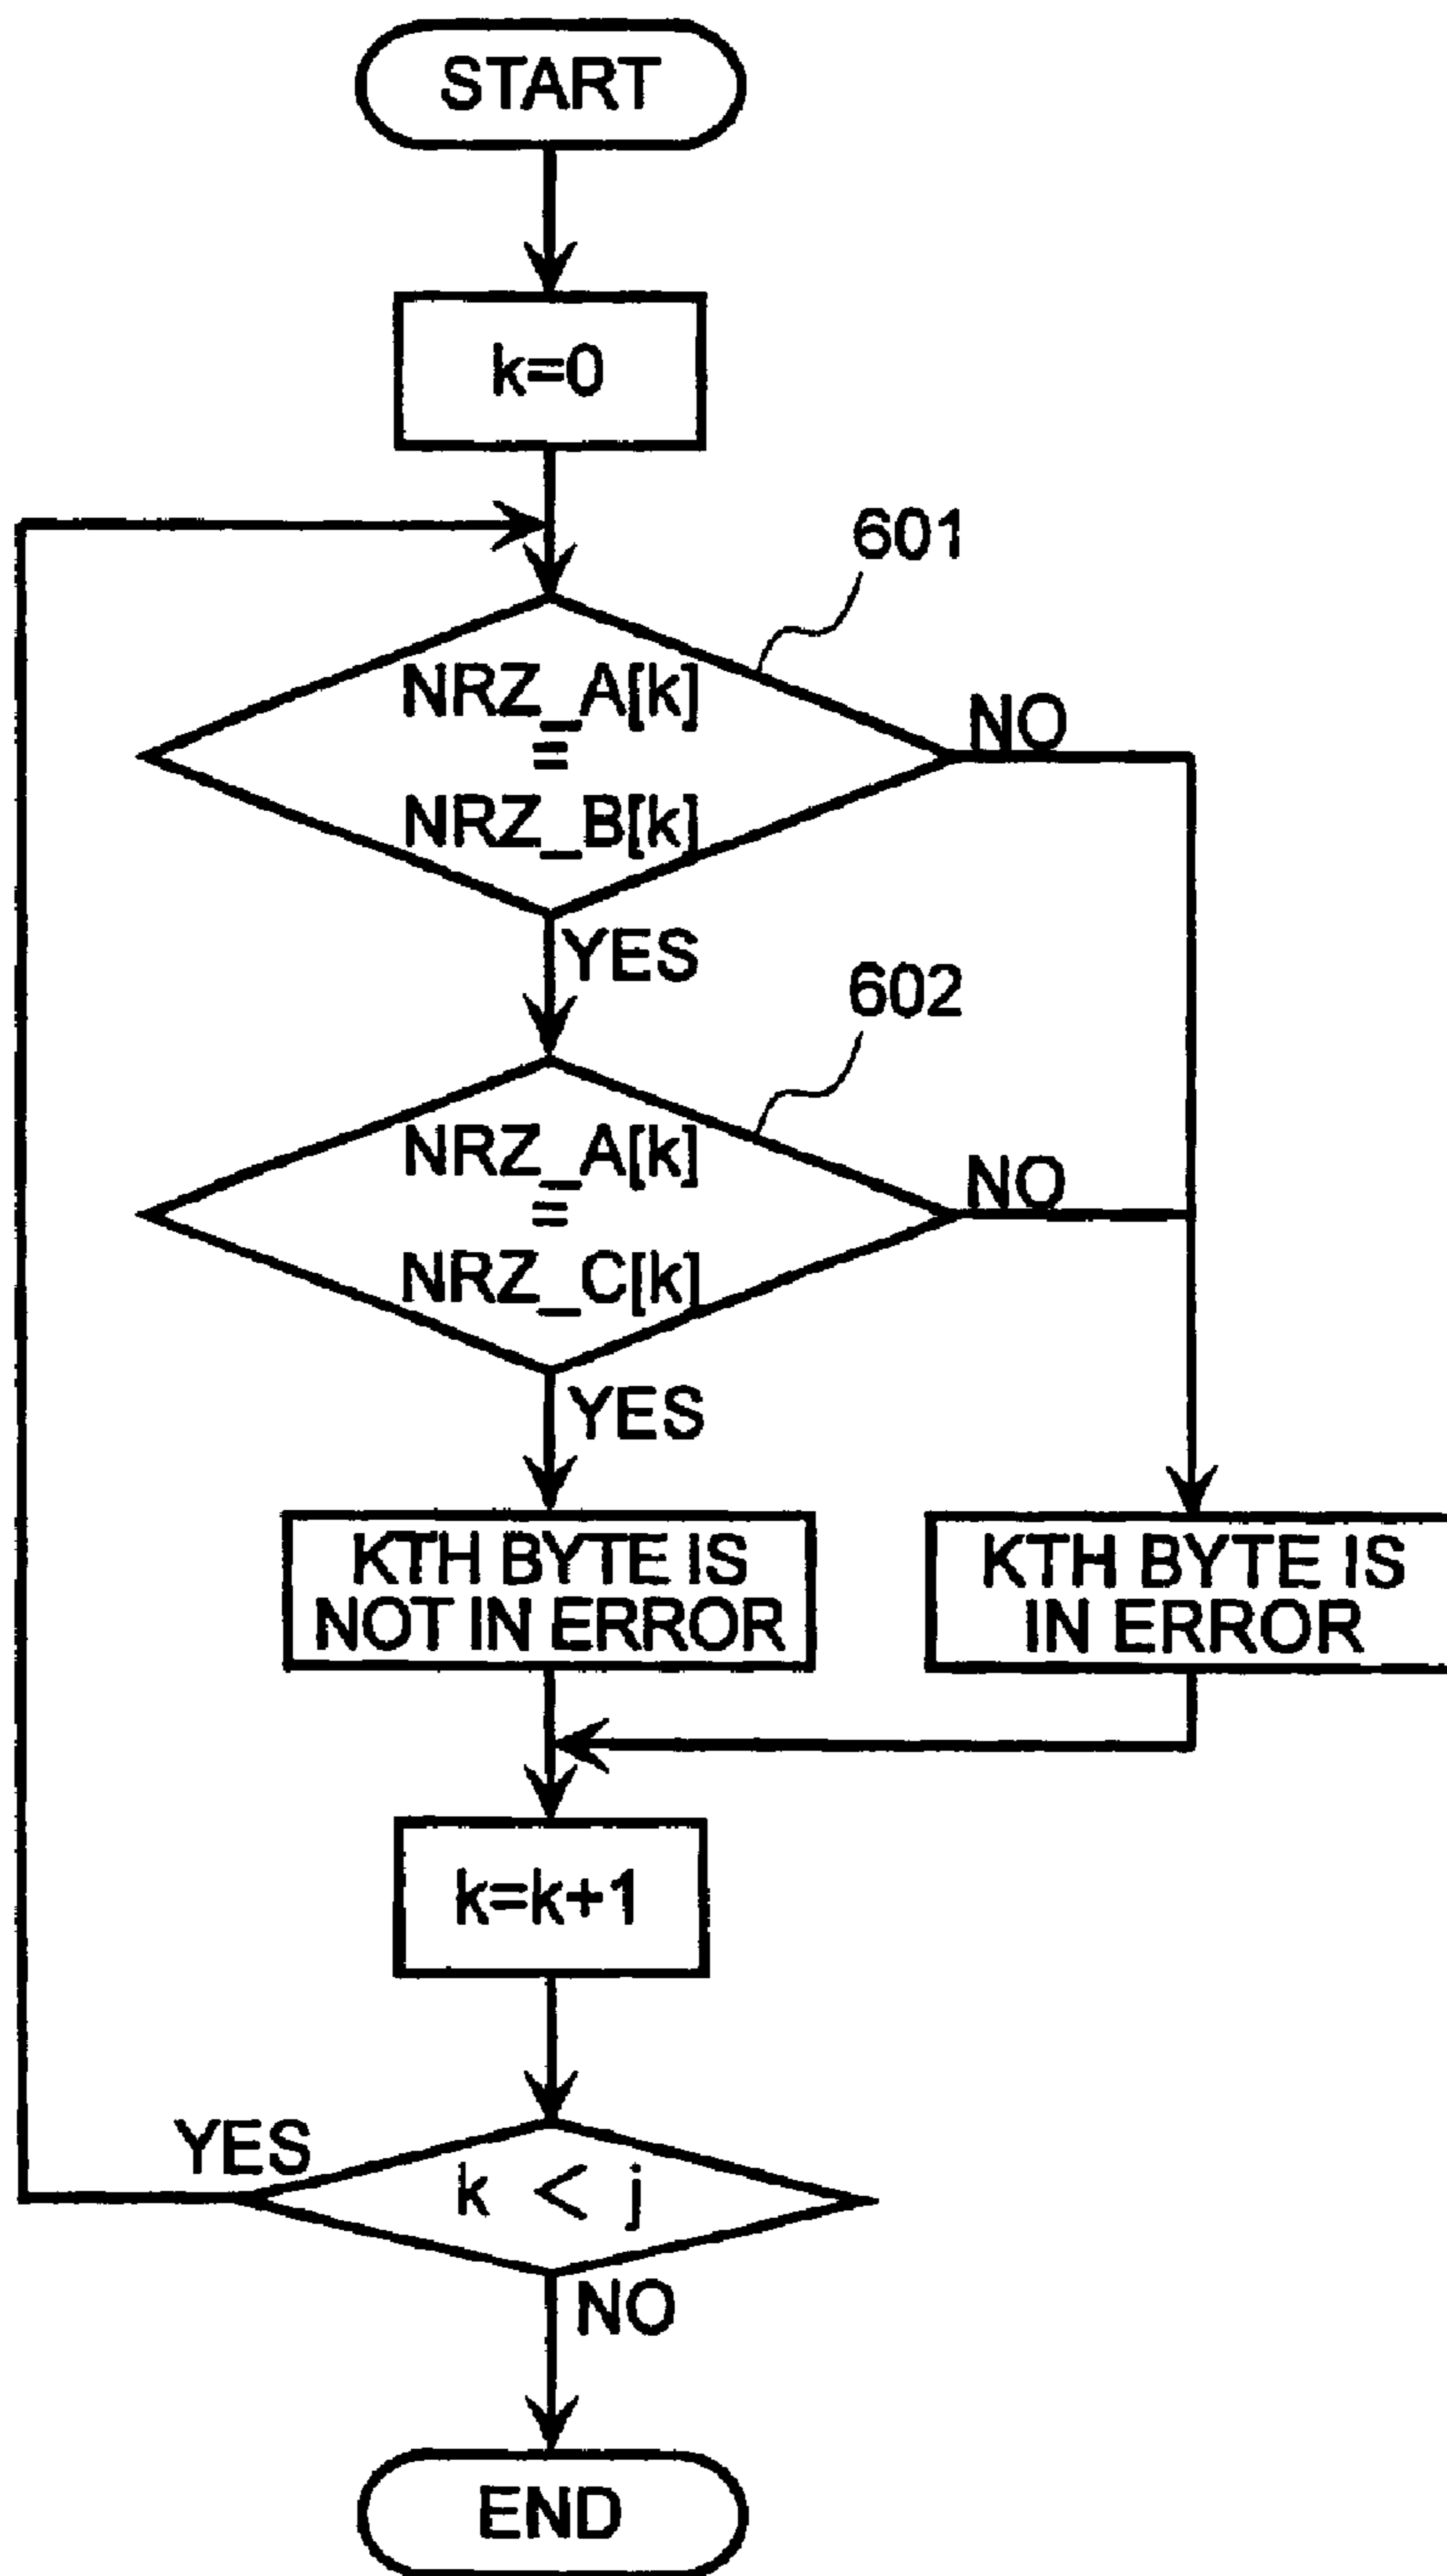 START
k=0
601
NRZ_A[k]
=
NRZ_B[k]
NO
YES
602
NRZ_A[k]
=
NRZ_C[k]
NO
YES
KTH BYTE IS
NOT IN ERROR
KTH BYTE IS
IN ERROR
k=k+1
YES
k < j
NO
END